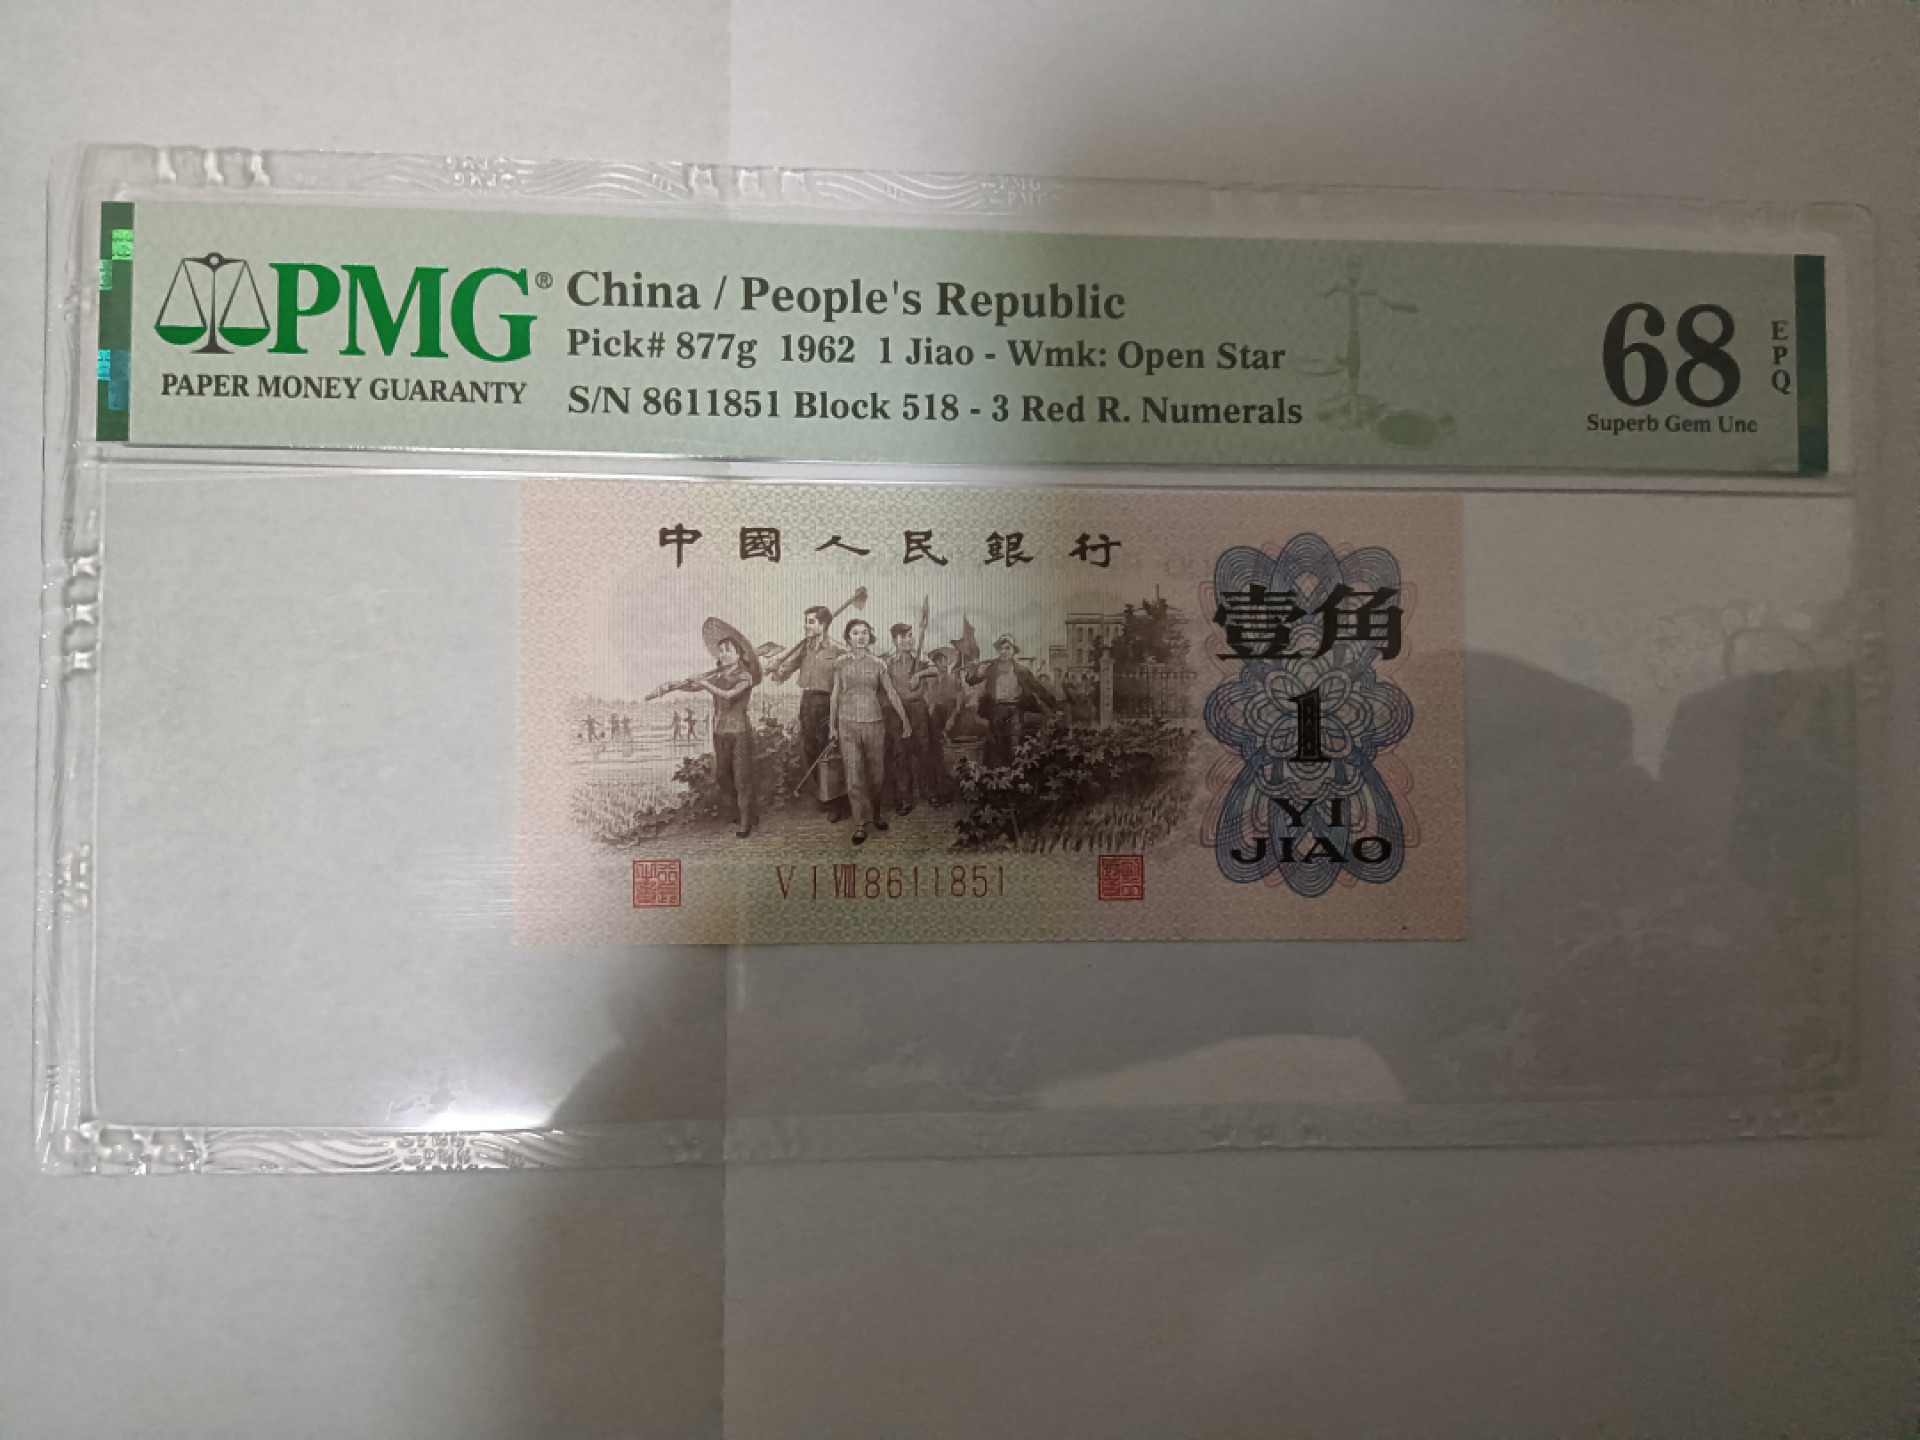 PMG®
PAPER MONEY GUARANTY
China / People's Republic
Pick# 877g 1962 1 Jiao - Wmk: Open Star
S/N 8611851 Block 518 - 3 Red R. Numerals
68
EPQ
Superb Gem Unc
中國人民銀行
壹角
1
YI
JIAO
V I VIII 8611851